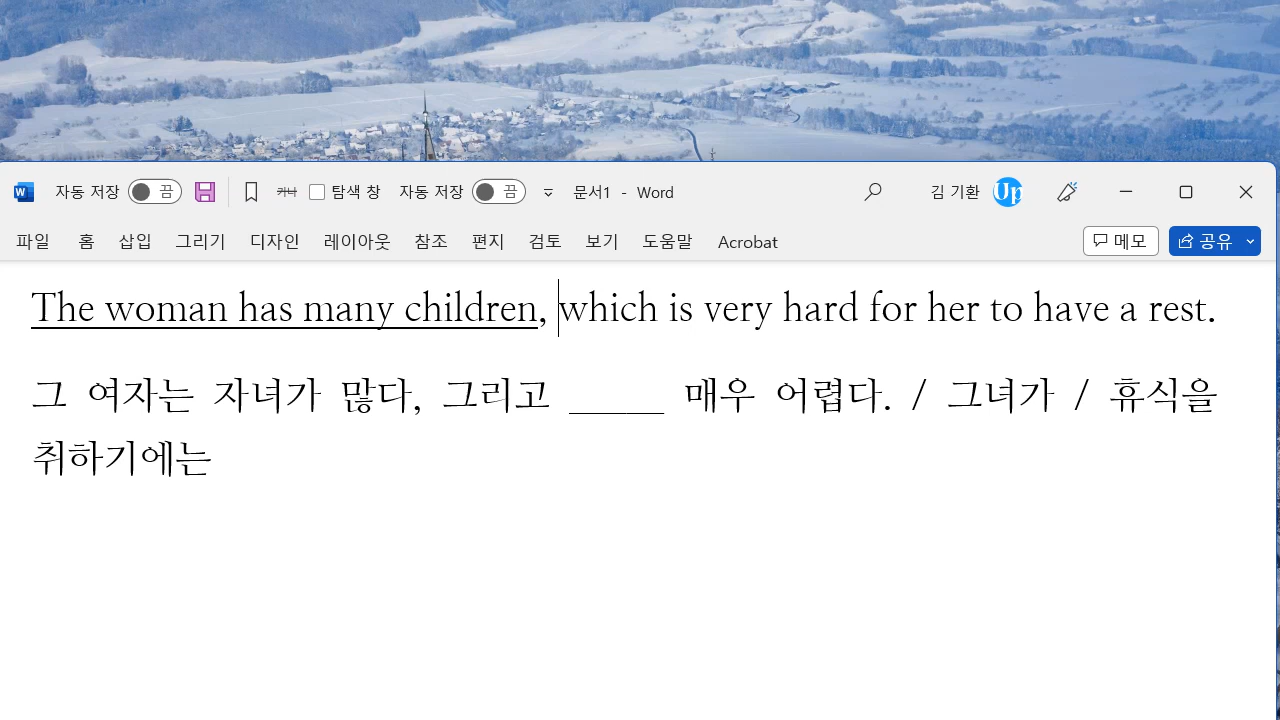 자동 저장 끔 가나 탐색 창 자동 저장 끔 문서1 - Word 김 기환 Up
파일 홈 삽입 그리기 디자인 레이아웃 참조 편지 검토 보기 도움말 Acrobat 메모 공유
The woman has many children, which is very hard for her to have a rest.
그 여자는 자녀가 많다, 그리고 _____ 매우 어렵다. / 그녀가 / 휴식을
취하기에는